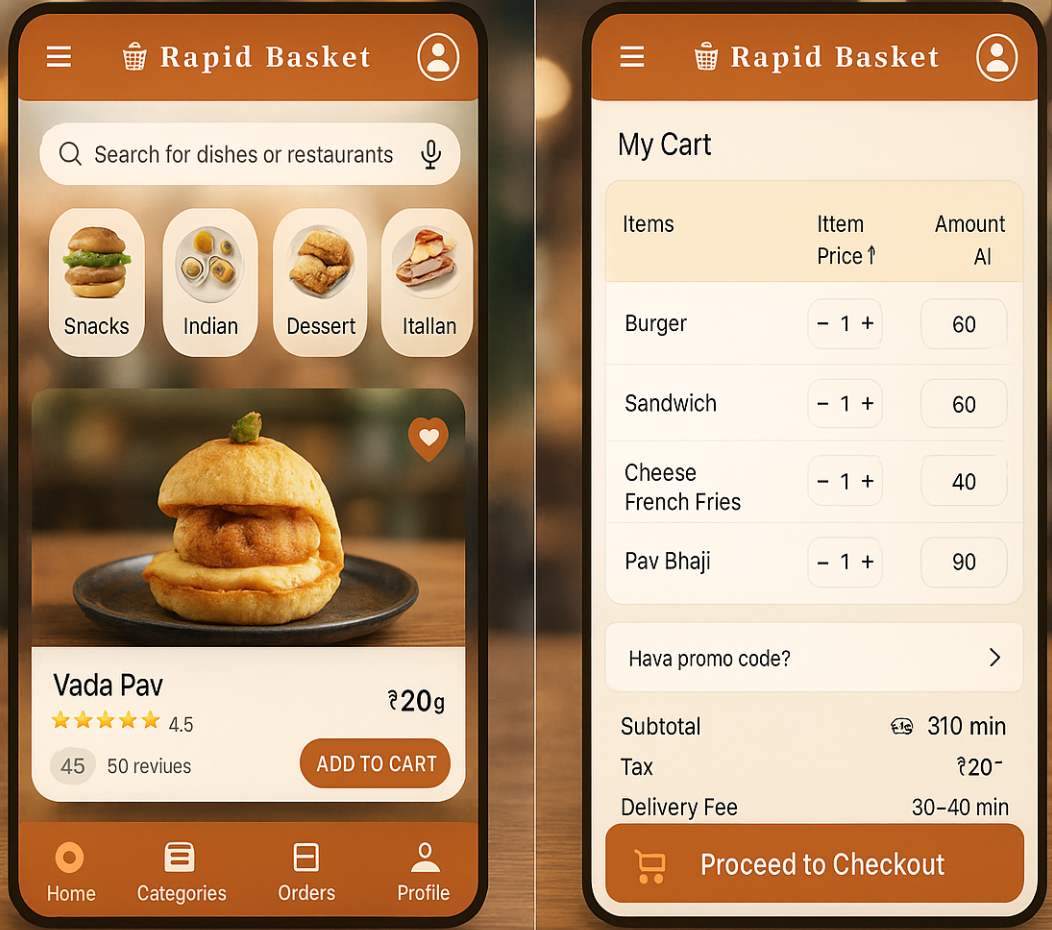 Rapid Basket
Search for dishes or restaurants
Snacks
Indian
Dessert
Itallan
Vada Pav
4.5
20g
45 50 reviues
ADD TO CART
Home Categories Orders Profile
Rapid Basket
My Cart
Items Ittem Price↑ Amount Al
Burger − 1 + 60
Sandwich − 1 + 60
Cheese
French Fries − 1 + 40
Pav Bhaji − 1 + 90
Hava promo code?
Subtotal 310 min
Tax 20-
Delivery Fee 30–40 min
Proceed to Checkout